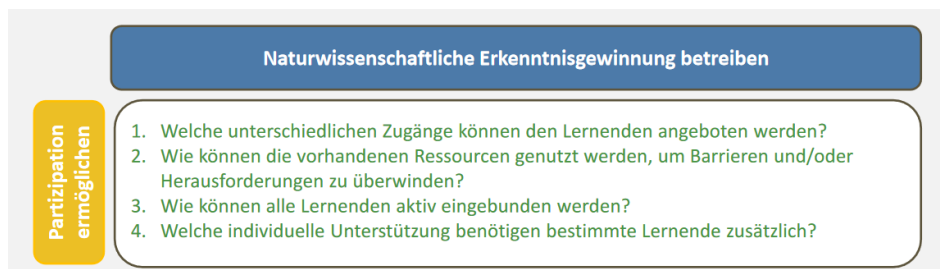 Naturwissenschaftliche Erkenntnisgewinnung betreiben
Partizipation
ermöglichen
1. Welche unterschiedlichen Zugänge können den Lernenden angeboten werden?
2. Wie können die vorhandenen Ressourcen genutzt werden, um Barrieren und/oder
Herausforderungen zu überwinden?
3. Wie können alle Lernenden aktiv eingebunden werden?
4. Welche individuelle Unterstützung benötigen bestimmte Lernende zusätzlich?